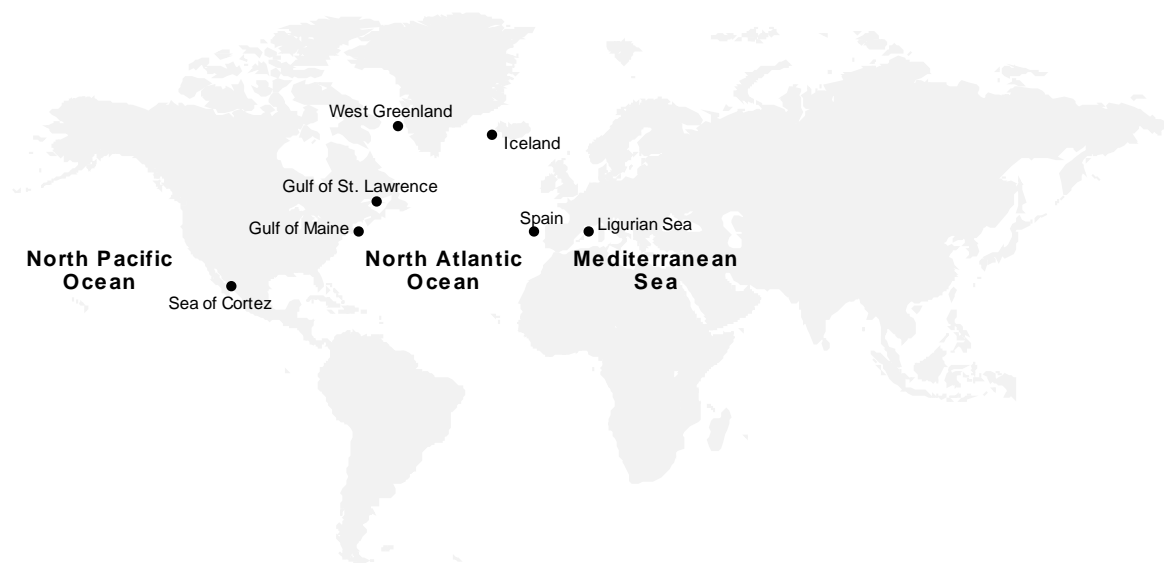 West Greenland
Iceland
Gulf of St. Lawrence
Gulf of Maine
Spain
Ligurian Sea
North Pacific
Ocean
North Atlantic
Ocean
Mediterranean
Sea
Sea of Cortez